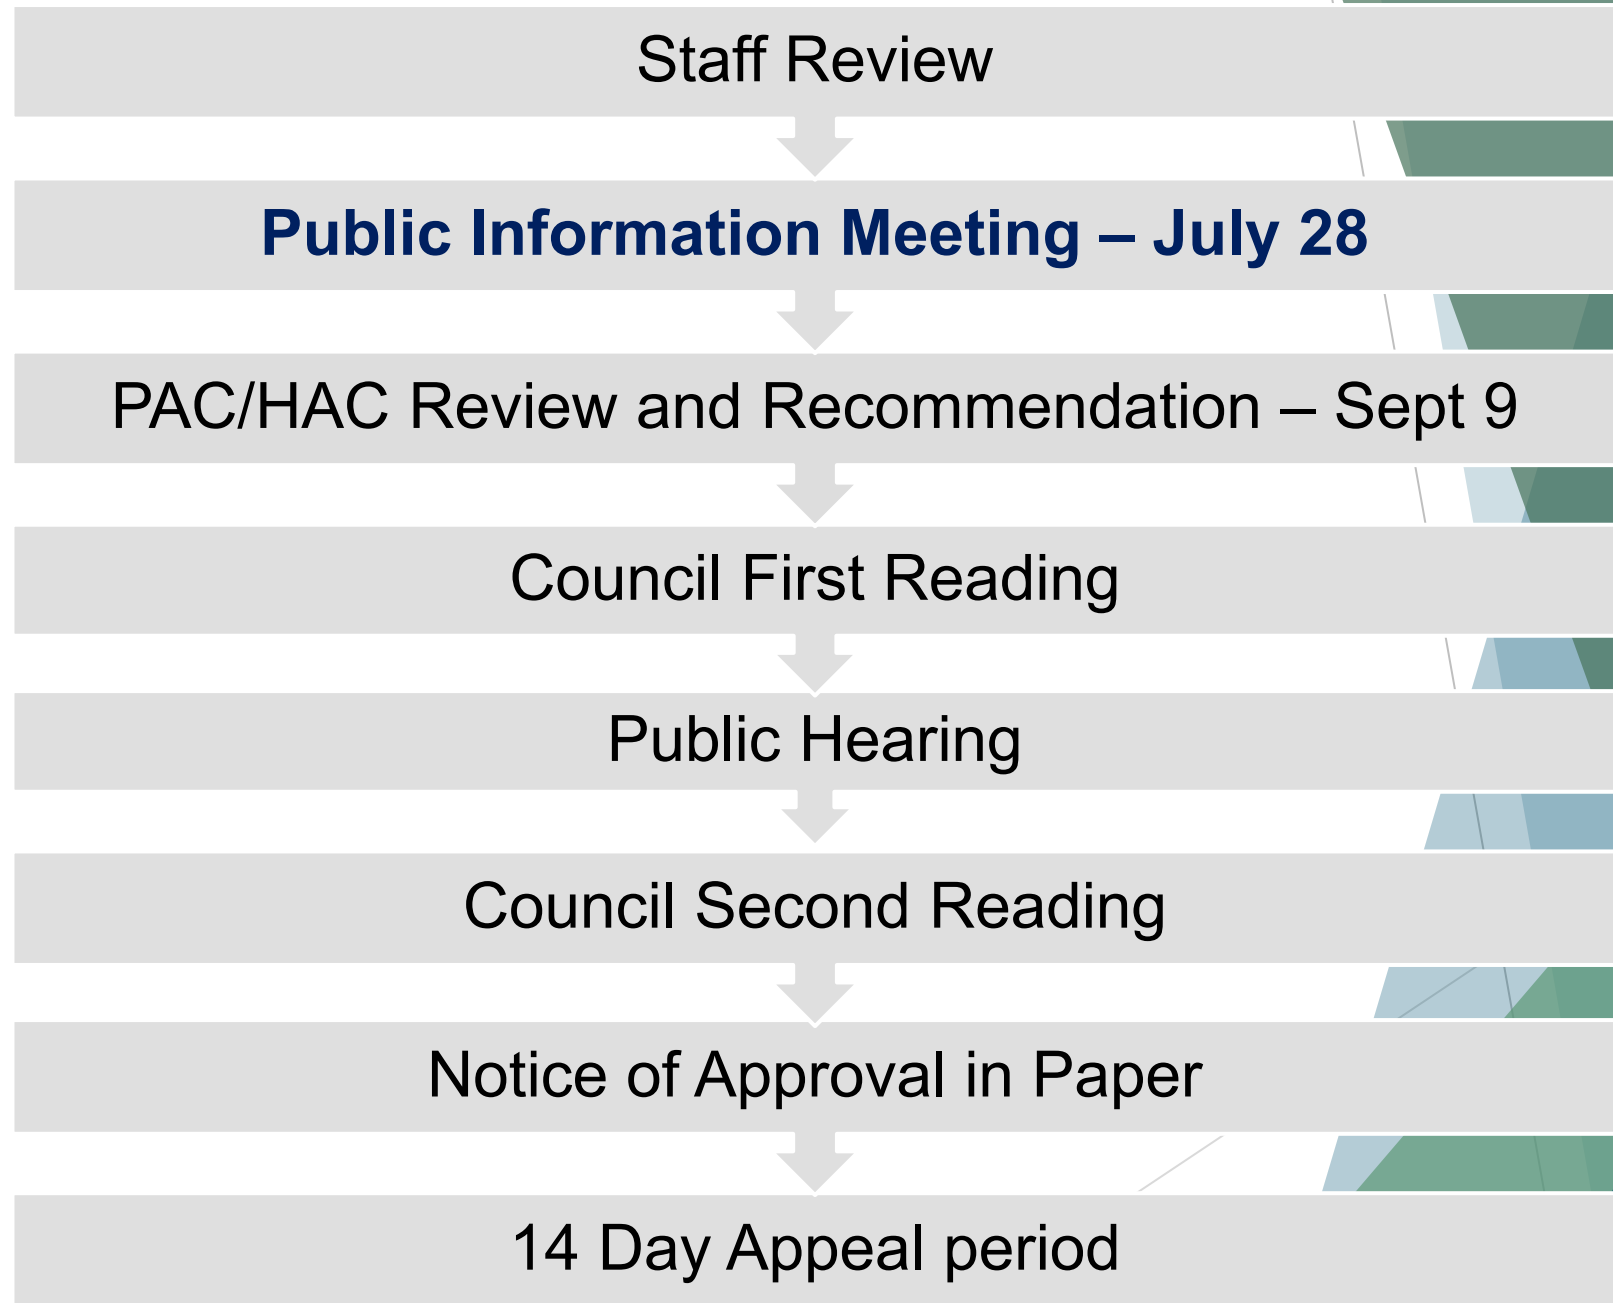 Staff Review
Public Information Meeting – July 28
PAC/HAC Review and Recommendation – Sept 9
Council First Reading
Public Hearing
Council Second Reading
Notice of Approval in Paper
14 Day Appeal period